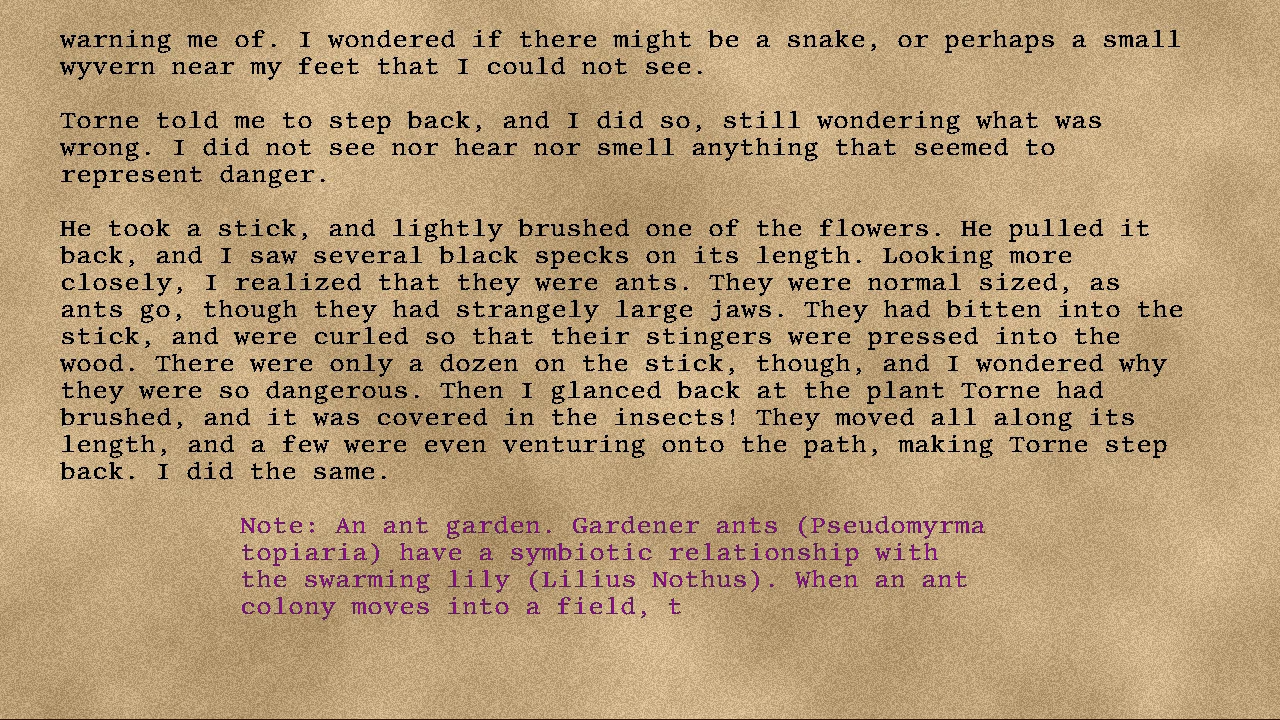 warning me of. I wondered if there might be a snake, or perhaps a small
wyvern near my feet that I could not see.
Torne told me to step back, and I did so, still wondering what was
wrong. I did not see nor hear nor smell anything that seemed to
represent danger.
He took a stick, and lightly brushed one of the flowers. He pulled it
back, and I saw several black specks on its length. Looking more
closely, I realized that they were ants. They were normal sized, as
ants go, though they had strangely large jaws. They had bitten into the
stick, and were curled so that their stingers were pressed into the
wood. There were only a dozen on the stick, though, and I wondered why
they were so dangerous. Then I glanced back at the plant Torne had
brushed, and it was covered in the insects! They moved all along its
length, and a few were even venturing onto the path, making Torne step
back. I did the same.
Note: An ant garden. Gardener ants (Pseudomyrma
topiaria) have a symbiotic relationship with
the swarming lily (Lilius Nothus). When an ant
colony moves into a field, t